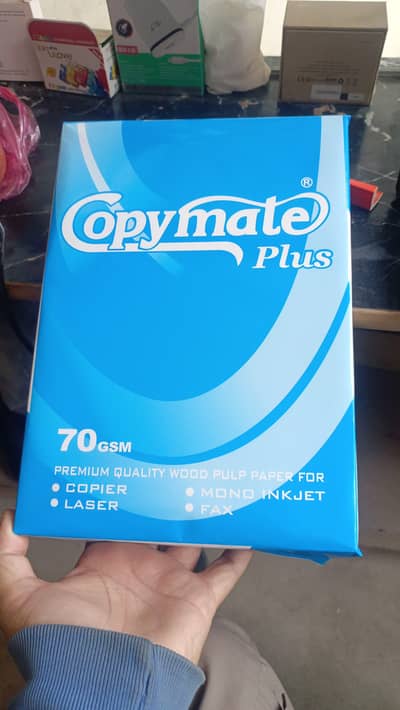 Copymate®
Plus
70GSM
PREMIUM QUALITY WOOD PULP PAPER FOR
● COPIER ● MONO INKJET
● LASER ● FAX